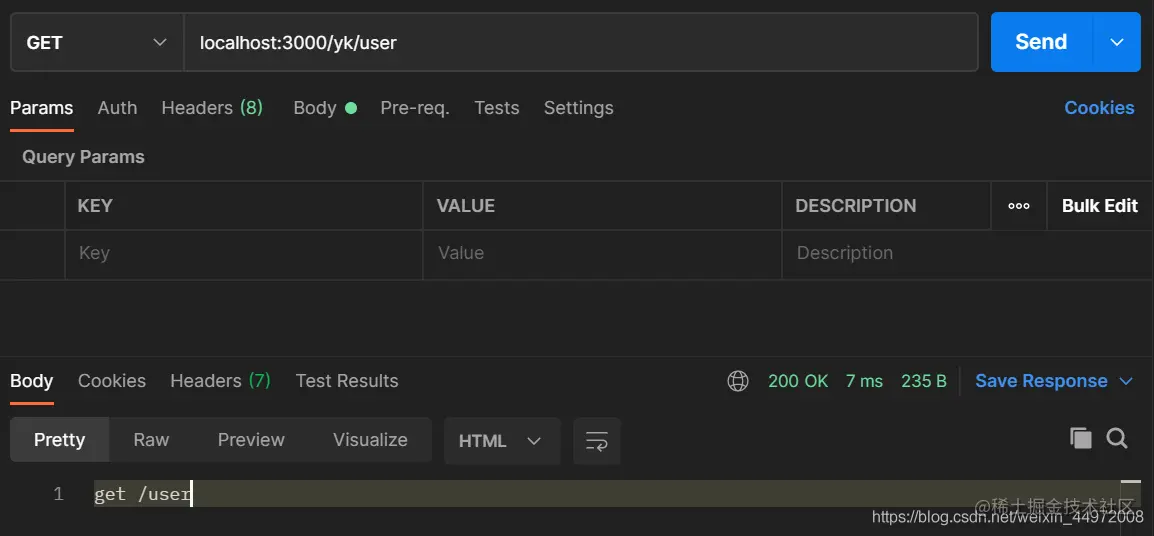 GET localhost:3000/yk/user Send
Params Auth Headers (8) Body Pre-req. Tests Settings Cookies
Query Params
KEY VALUE DESCRIPTION Bulk Edit
Key Value Description
Body Cookies Headers (7) Test Results 200 OK 7 ms 235 B Save Response
Pretty Raw Preview Visualize HTML
1 get /user
@稀土掘金技术社区
https://blog.csdn.net/weixin_44972008